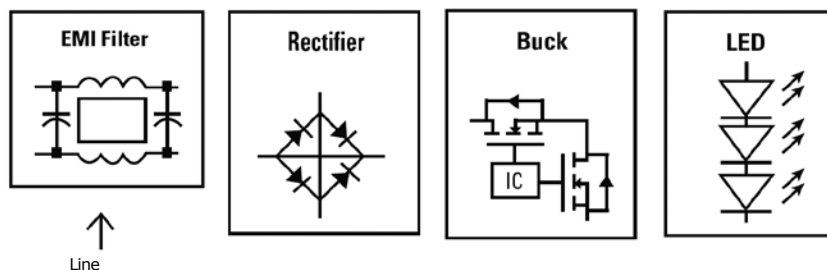 EMI Filter
Rectifier
Buck
LED
IC
Line